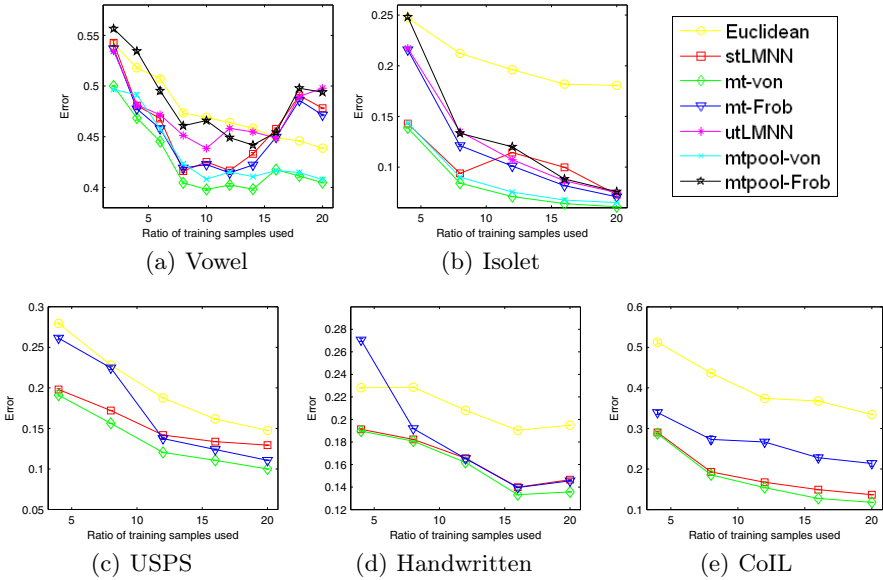 0.55
0.5
0.45
0.4
Error
5 10 15 20
Ratio of training samples used
(a) Vowel
0.25
0.2
0.15
0.1
Error
5 10 15 20
Ratio of training samples used
(b) Isolet
Euclidean
stLMNN
mt-von
mt-Frob
utLMNN
mtpool-von
mtpool-Frob
0.3
0.25
0.2
0.15
0.1
0.05
Error
5 10 15 20
Ratio of training samples used
(c) USPS
0.28
0.26
0.24
0.22
0.2
0.18
0.16
0.14
0.12
Error
5 10 15 20
Ratio of training samples used
(d) Handwritten
0.6
0.5
0.4
0.3
0.2
0.1
Error
5 10 15 20
Ratio of training samples used
(e) CoIL